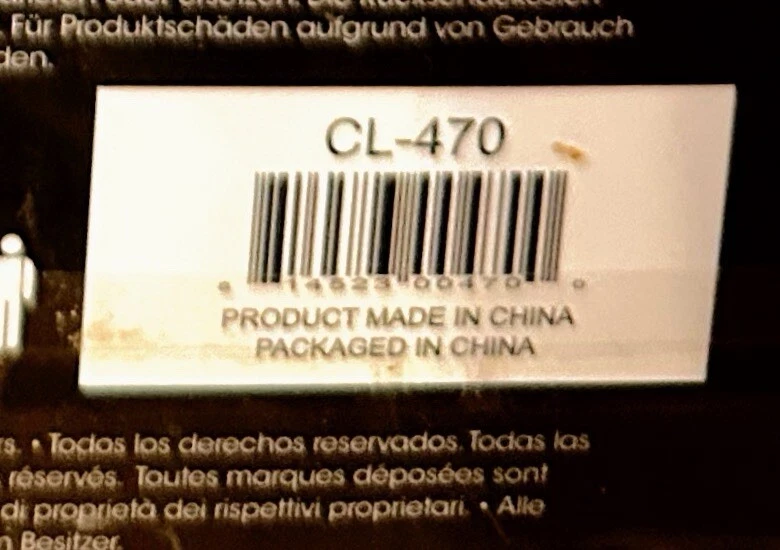 . Für Produktschäden aufgrund von Gebrauch
den.
CL-470
14523 00470
PRODUCT MADE IN CHINA
PACKAGED IN CHINA
rs. • Todos los derechos reservados. Todas las
réservés. Toutes marques déposées sont
di proprietà dei rispettivi proprietari. • Alle
n Besitzer.